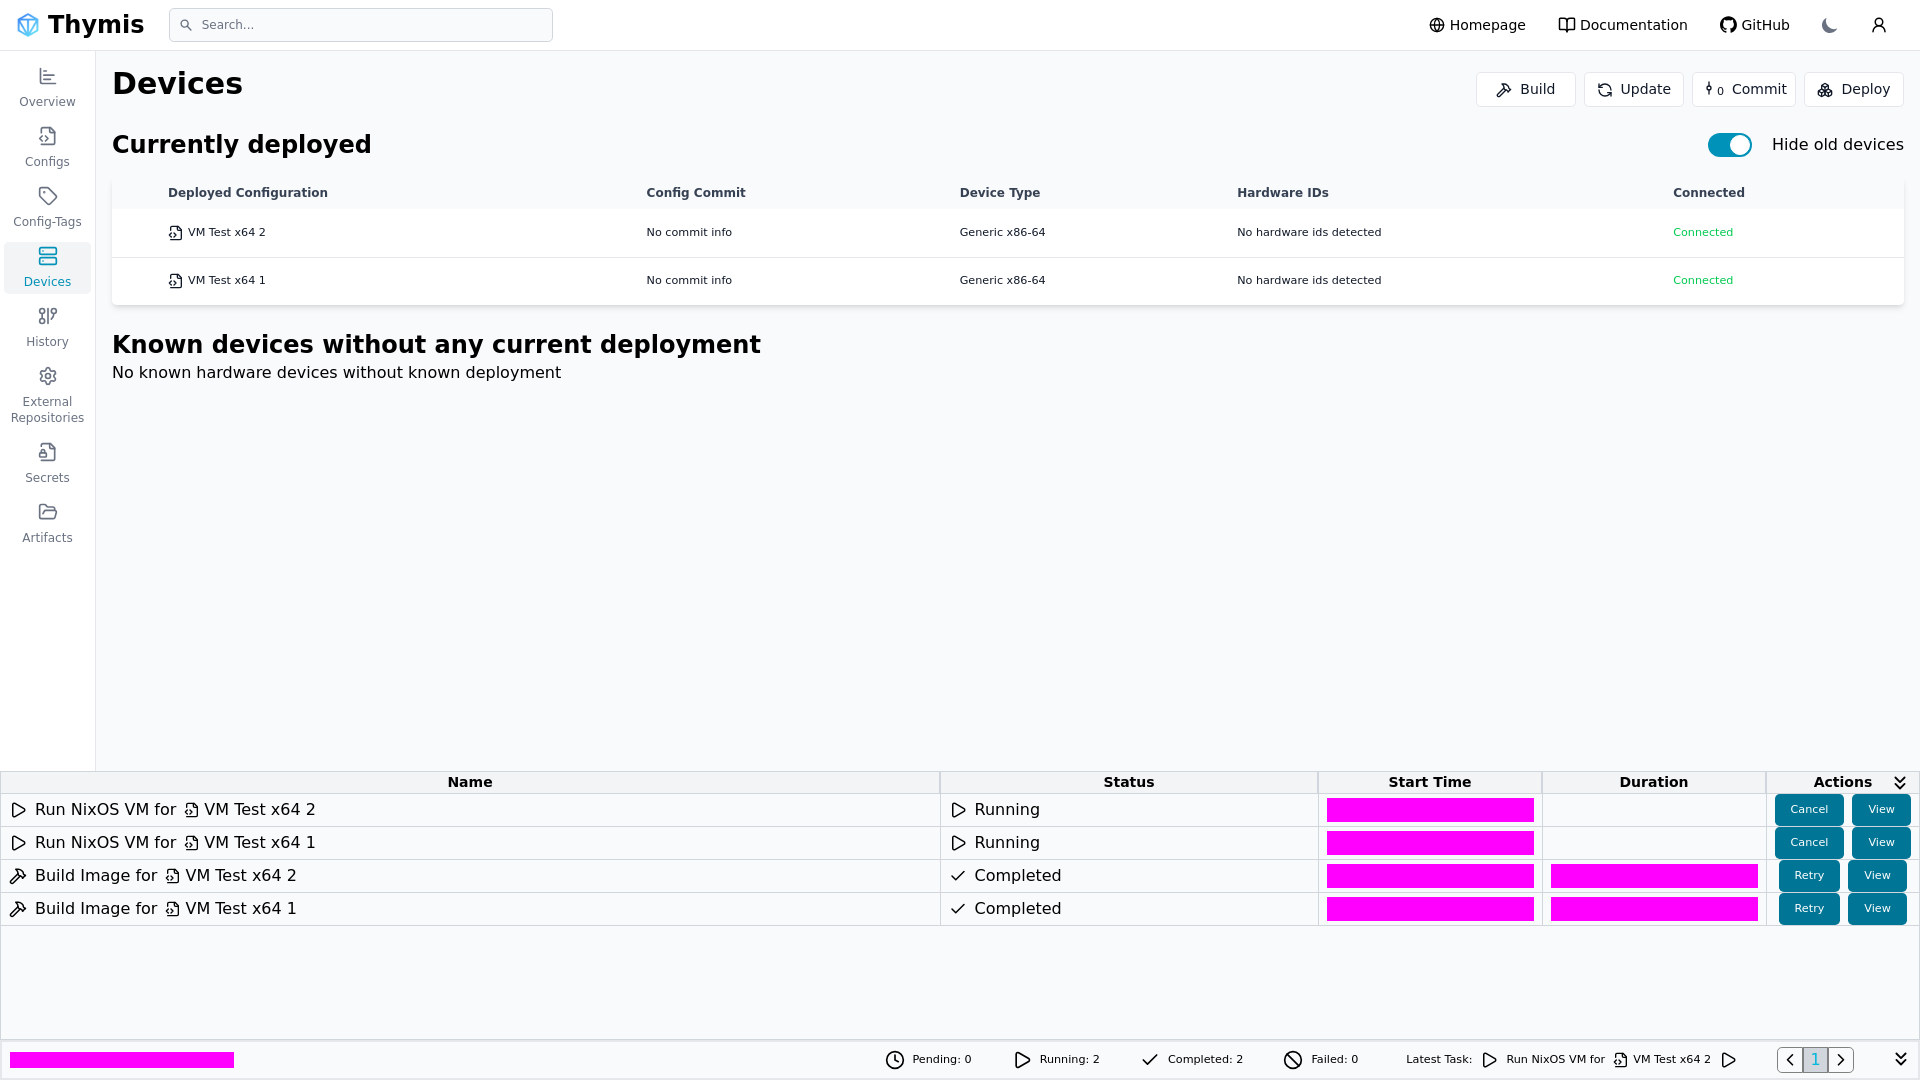 Thymis
Search...
Homepage
Documentation
GitHub
Overview
Configs
Config-Tags
Devices
History
External
Repositories
Secrets
Artifacts
Devices
Build
Update
0 Commit
Deploy
Currently deployed
Hide old devices
Deployed Configuration Config Commit Device Type Hardware IDs Connected
VM Test x64 2 No commit info Generic x86-64 No hardware ids detected Connected
VM Test x64 1 No commit info Generic x86-64 No hardware ids detected Connected
Known devices without any current deployment
No known hardware devices without known deployment
Name Status Start Time Duration Actions
Run NixOS VM for VM Test x64 2 Running Cancel View
Run NixOS VM for VM Test x64 1 Running Cancel View
Build Image for VM Test x64 2 Completed Retry View
Build Image for VM Test x64 1 Completed Retry View
Pending: 0 Running: 2 Completed: 2 Failed: 0 Latest Task: Run NixOS VM for VM Test x64 2 1